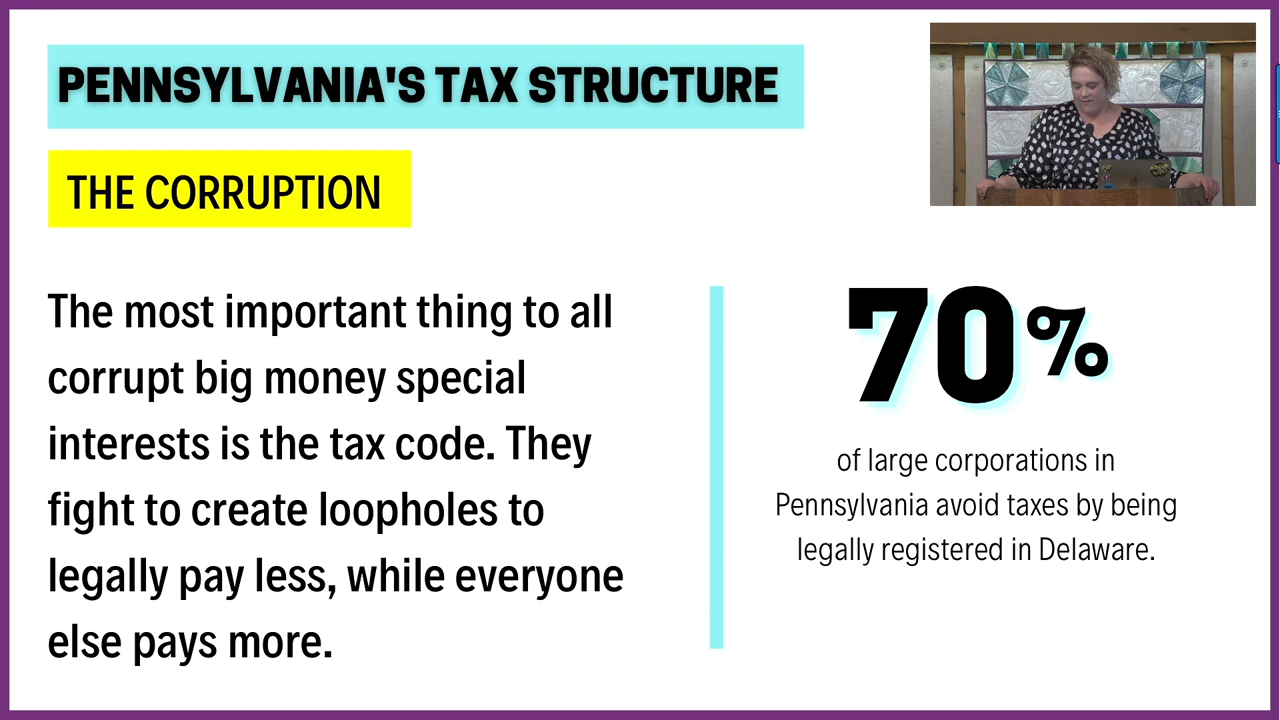 PENNSYLVANIA'S TAX STRUCTURE
THE CORRUPTION
The most important thing to all
corrupt big money special
interests is the tax code. They
fight to create loopholes to
legally pay less, while everyone
else pays more.
70%
of large corporations in
Pennsylvania avoid taxes by being
legally registered in Delaware.